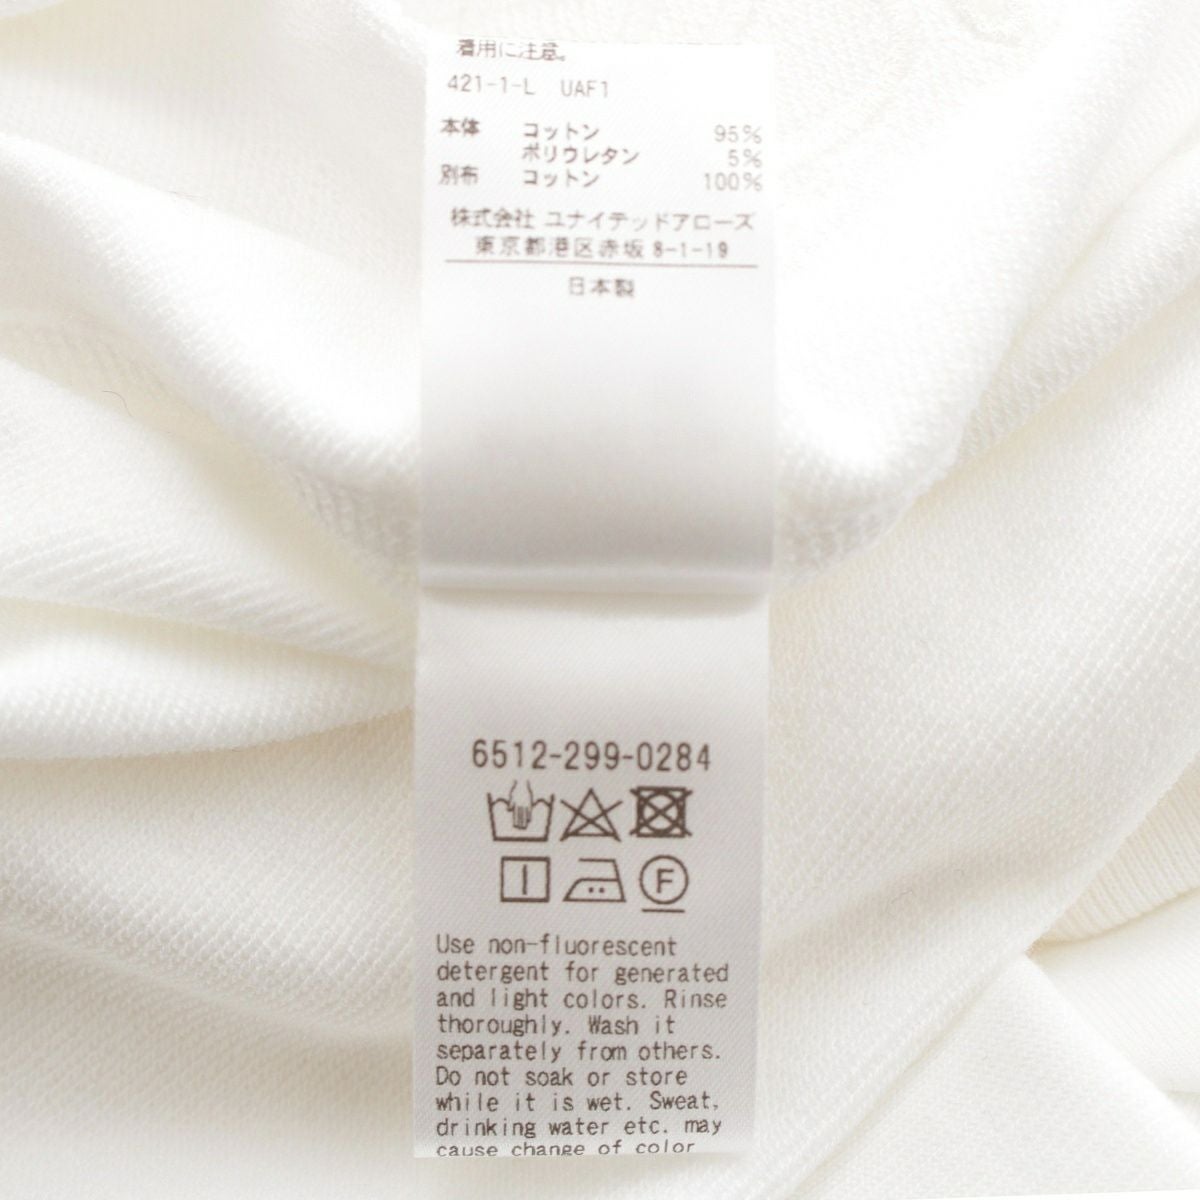 着用に注意。
421-1-L UAF1
本体 コットン 95%
ポリウレタン 5%
別布 コットン 100%
株式会社 ユナイテッドアローズ
東京都港区赤坂 8-1-19
日本製
6512-299-0284
F
Use non-fluorescent
detergent for generated
and light colors. Rinse
thoroughly. Wash it
separately from others.
Do not soak or store
while it is wet. Sweat,
drinking water etc. may
cause change of color